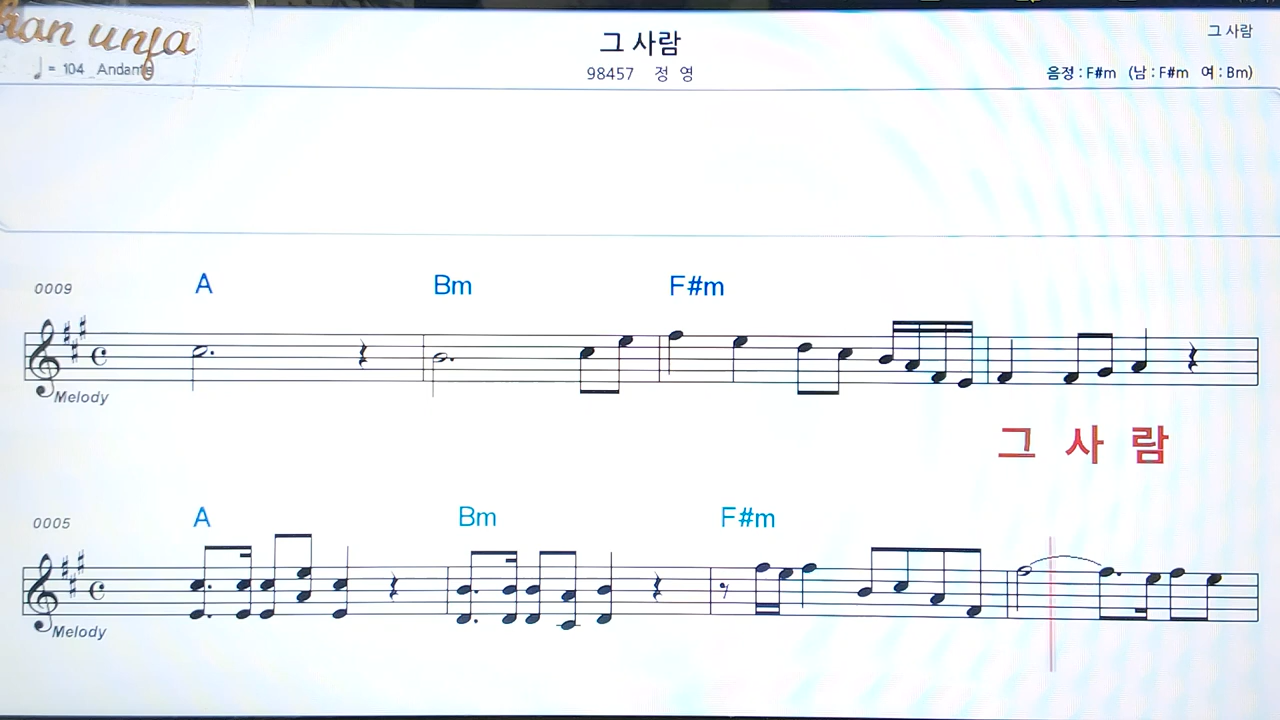 그 사람
그 사람
♩= 104 Andante
98457 정 영
음정 : F#m (남 : F#m 여 : Bm)
0009
A Bm F#m
Melody
그 사 람
0005
A Bm F#m
Melody